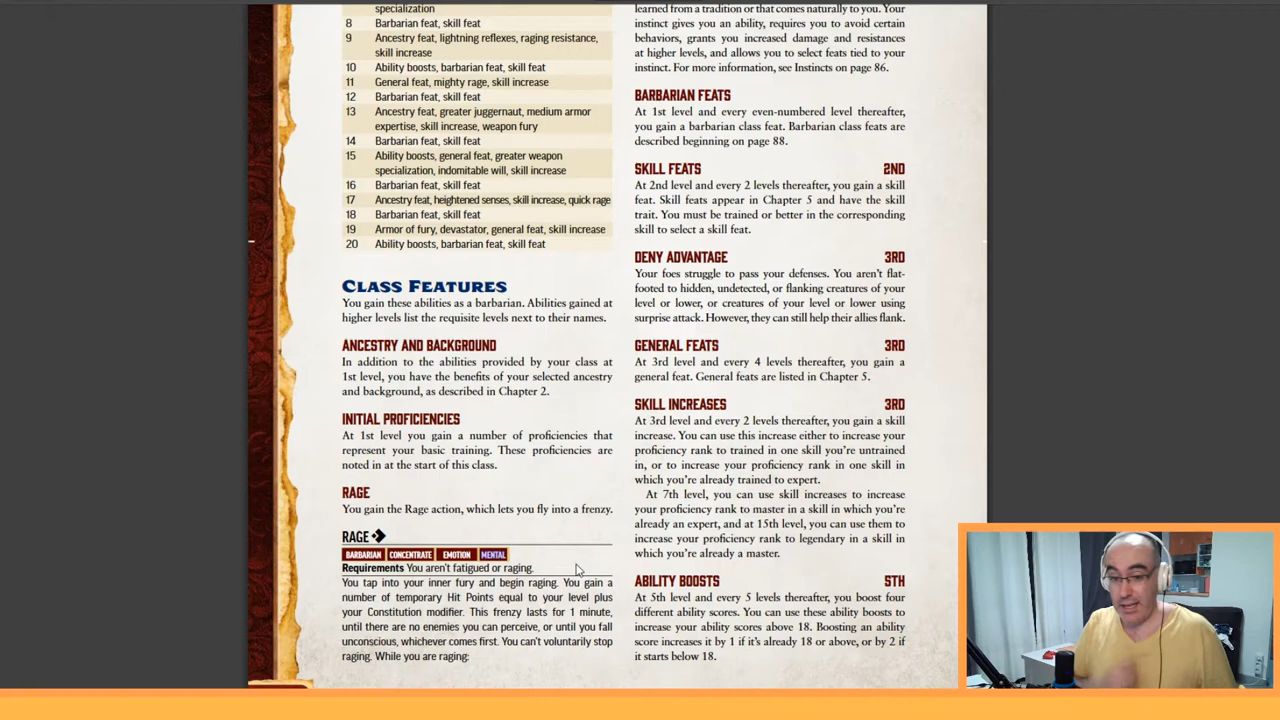 specialization
8 Barbarian feat, skill feat
9 Ancestry feat, lightning reflexes, raging resistance,
skill increase
10 Ability boosts, barbarian feat, skill feat
11 General feat, mighty rage, skill increase
12 Barbarian feat, skill feat
13 Ancestry feat, greater juggernaut, medium armor
expertise, skill increase, weapon fury
14 Barbarian feat, skill feat
15 Ability boosts, general feat, greater weapon
specialization, indomitable will, skill increase
16 Barbarian feat, skill feat
17 Ancestry feat, heightened senses, skill increase, quick rage
18 Barbarian feat, skill feat
19 Armor of fury, devastator, general feat, skill increase
20 Ability boosts, barbarian feat, skill feat
CLASS FEATURES
You gain these abilities as a barbarian. Abilities gained at
higher levels list the requisite levels next to their names.
ANCESTRY AND BACKGROUND
In addition to the abilities provided by your class at
1st level, you have the benefits of your selected ancestry
and background, as described in Chapter 2.
INITIAL PROFICIENCIES
At 1st level you gain a number of proficiencies that
represent your basic training. These proficiencies are
noted in at the start of this class.
RAGE
You gain the Rage action, which lets you fly into a frenzy.
RAGE
BARBARIAN CONCENTRATE EMOTION MENTAL
Requirements You aren't fatigued or raging.
You tap into your inner fury and begin raging. You gain a
number of temporary Hit Points equal to your level plus
your Constitution modifier. This frenzy lasts for 1 minute,
until there are no enemies you can perceive, or until you fall
unconscious, whichever comes first. You can't voluntarily stop
raging. While you are raging:
learned from a tradition or that comes naturally to you. Your
instinct gives you an ability, requires you to avoid certain
behaviors, grants you increased damage and resistances
at higher levels, and allows you to select feats tied to your
instinct. For more information, see Instincts on page 86.
BARBARIAN FEATS
At 1st level and every even-numbered level thereafter,
you gain a barbarian class feat. Barbarian class feats are
described beginning on page 88.
SKILL FEATS 2ND
At 2nd level and every 2 levels thereafter, you gain a skill
feat. Skill feats appear in Chapter 5 and have the skill
trait. You must be trained or better in the corresponding
skill to select a skill feat.
DENY ADVANTAGE 3RD
Your foes struggle to pass your defenses. You aren't flat-
footed to hidden, undetected, or flanking creatures of your
level or lower, or creatures of your level or lower using
surprise attack. However, they can still help their allies flank.
GENERAL FEATS 3RD
At 3rd level and every 4 levels thereafter, you gain a
general feat. General feats are listed in Chapter 5.
SKILL INCREASES 3RD
At 3rd level and every 2 levels thereafter, you gain a skill
increase. You can use this increase either to increase your
proficiency rank to trained in one skill you're untrained
in, or to increase your proficiency rank in one skill in
which you're already trained to expert.
At 7th level, you can use skill increases to increase
your proficiency rank to master in a skill in which you're
already an expert, and at 15th level, you can use them to
increase your proficiency rank to legendary in a skill in
which you're already a master.
ABILITY BOOSTS 5TH
At 5th level and every 5 levels thereafter, you boost four
different ability scores. You can use these ability boosts to
increase your ability scores above 18. Boosting an ability
score increases it by 1 if it's already 18 or above, or by 2 if
it starts below 18.